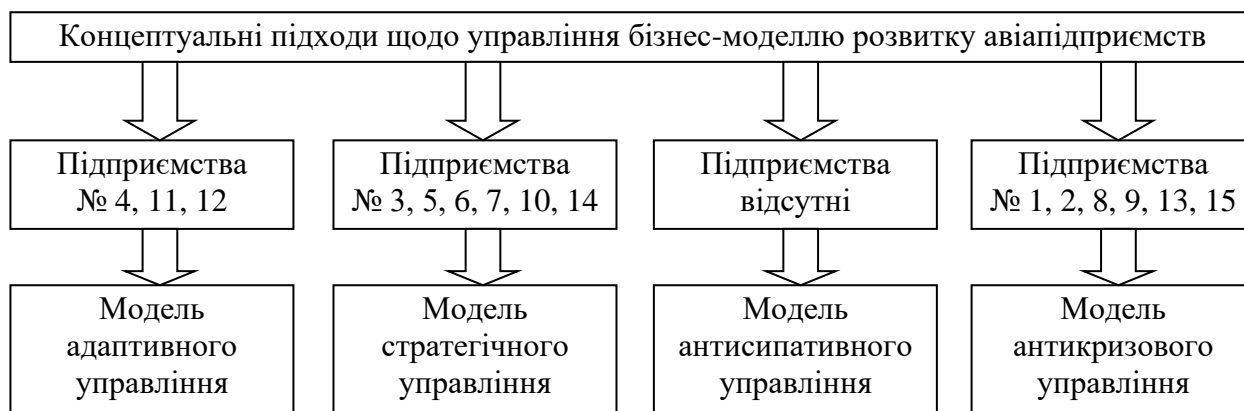 Концептуальні підходи щодо управління бізнес-моделлю розвитку авіапідприємств
Підприємства
№ 4, 11, 12
Підприємства
№ 3, 5, 6, 7, 10, 14
Підприємства
відсутні
Підприємства
№ 1, 2, 8, 9, 13, 15
Модель
адаптивного
управління
Модель
стратегічного
управління
Модель
антисипативного
управління
Модель
антикризового
управління